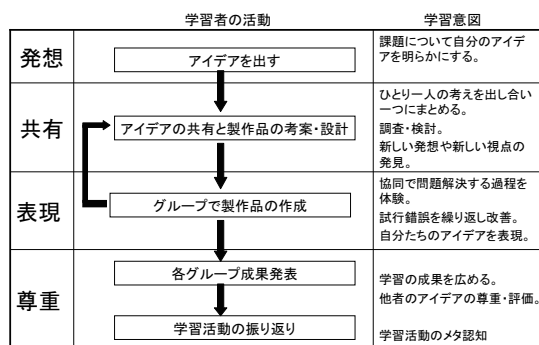 学習者の活動
学習意図
発想
アイデアを出す
課題について自分のアイデ
アを明らかにする。
共有
アイデアの共有と製作品の考案・設計
ひとり一人の考えを出し合い
一つにまとめる。
調査・検討。
新しい発想や新しい視点の
発見。
表現
グループで製作品の作成
協同で問題解決する過程を
体験。
試行錯誤を繰り返し改善。
自分たちのアイデアを表現。
尊重
各グループ成果発表
学習の成果を広める。
他者のアイデアの尊重・評価。
学習活動の振り返り
学習活動のメタ認知